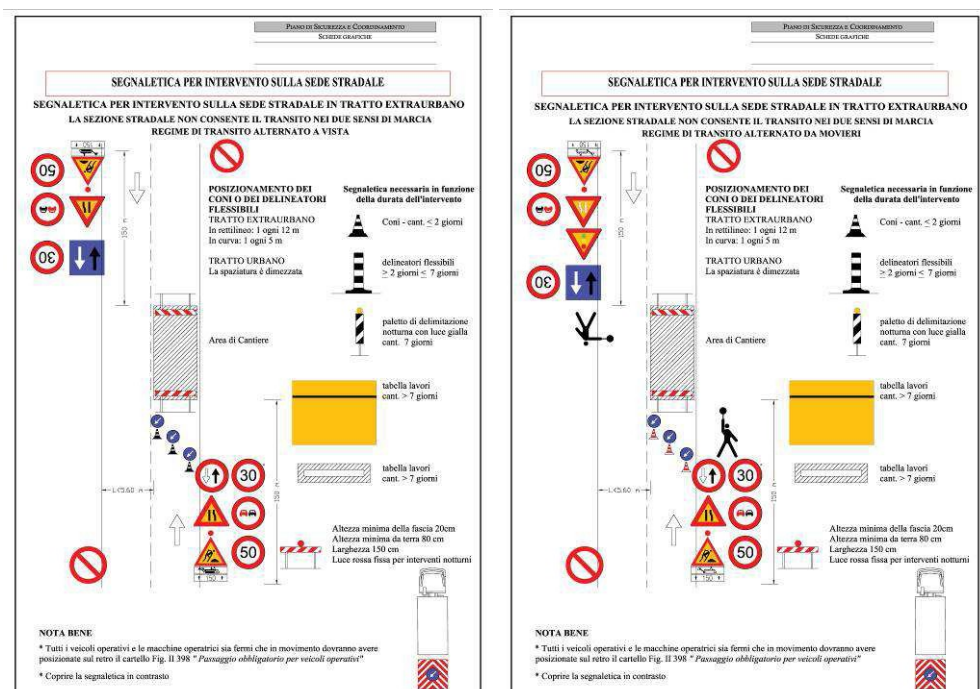 PIANO DI SICUREZZA E COORDINAMENTO
SCHEDE GRAFICHE
SEGNALETICA PER INTERVENTO SULLA SEDE STRADALE
SEGNALETICA PER INTERVENTO SULLA SEDE STRADALE IN TRATTO EXTRAURBANO
LA SEZIONE STRADALE NON CONSENTE IL TRANSITO NEI DUE SENSI DI MARCIA
REGIME DI TRANSITO ALTERNATO A VISTA
150
50
30
150 m
POSIZIONAMENTO DEI
CONI O DEI DELINEATORI
FLESSIBILI
TRATTO EXTRAURBANO
In rettilineo: 1 ogni 12 m
In curva: 1 ogni 5 m
TRATTO URBANO
La spaziatura è dimezzata
Segnaletica necessaria in funzione
della durata dell'intervento
Coni - cant. ≤ 2 giorni
delineatori flessibili
≥ 2 giorni ≤ 7 giorni
paletto di delimitazione
notturna con luce gialla
cant. 7 giorni
Area di Cantiere
tabella lavori
cant. > 7 giorni
tabella lavori
cant. > 7 giorni
L<5.60 m
30
50
150
150 m
Altezza minima della fascia 20cm
Altezza minima da terra 80 cm
Larghezza 150 cm
Luce rossa fissa per interventi notturni
NOTA BENE
* Tutti i veicoli operativi e le macchine operatrici sia fermi che in movimento dovranno avere
posizionate sul retro il cartello Fig. II 398 " Passaggio obbligatorio per veicoli operativi"
* Coprire la segnaletica in contrasto
PIANO DI SICUREZZA E COORDINAMENTO
SCHEDE GRAFICHE
SEGNALETICA PER INTERVENTO SULLA SEDE STRADALE
SEGNALETICA PER INTERVENTO SULLA SEDE STRADALE IN TRATTO EXTRAURBANO
LA SEZIONE STRADALE NON CONSENTE IL TRANSITO NEI DUE SENSI DI MARCIA
REGIME DI TRANSITO ALTERNATO DA MOVIERI
150
50
30
150 m
POSIZIONAMENTO DEI
CONI O DEI DELINEATORI
FLESSIBILI
TRATTO EXTRAURBANO
In rettilineo: 1 ogni 12 m
In curva: 1 ogni 5 m
TRATTO URBANO
La spaziatura è dimezzata
Segnaletica necessaria in funzione
della durata dell'intervento
Coni - cant. ≤ 2 giorni
delineatori flessibili
≥ 2 giorni ≤ 7 giorni
paletto di delimitazione
notturna con luce gialla
cant. 7 giorni
Area di Cantiere
tabella lavori
cant. > 7 giorni
tabella lavori
cant. > 7 giorni
L<5.60 m
30
50
150
150 m
Altezza minima della fascia 20cm
Altezza minima da terra 80 cm
Larghezza 150 cm
Luce rossa fissa per interventi notturni
NOTA BENE
* Tutti i veicoli operativi e le macchine operatrici sia fermi che in movimento dovranno avere
posizionate sul retro il cartello Fig. II 398 " Passaggio obbligatorio per veicoli operativi"
* Coprire la segnaletica in contrasto